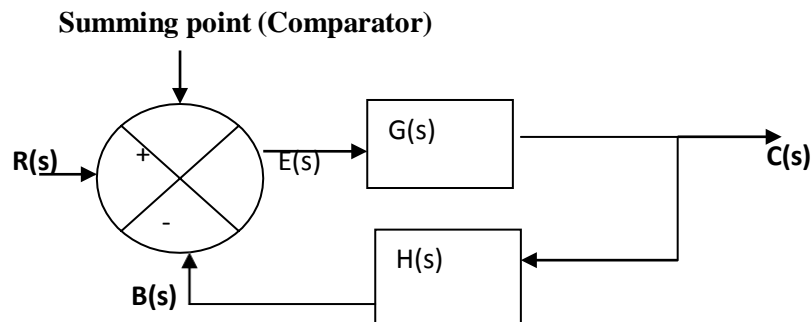 Summing point (Comparator)
R(s)
+
-
E(s)
G(s)
C(s)
H(s)
B(s)